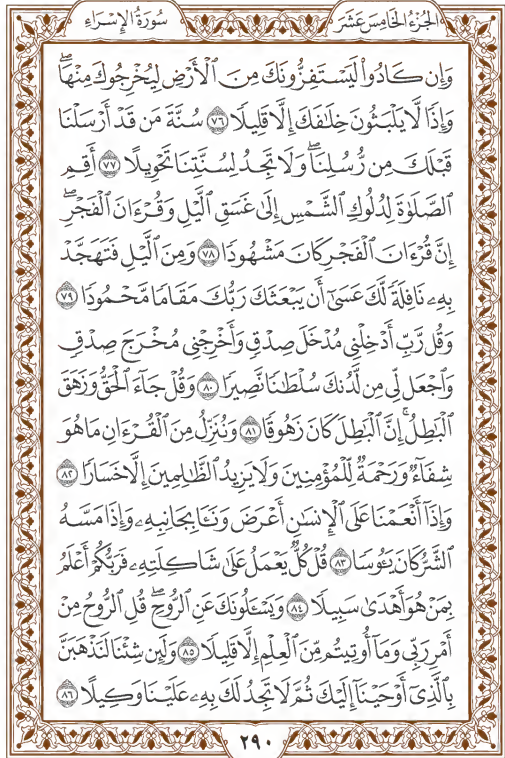 سُورَةُ الإِسْرَاءِ
الجُزْءُ الخَامِسَ عَشَرَ
وَإِن كَادُوا۟ لَيَسْتَفِزُّونَكَ مِنَ ٱلْأَرْضِ لِيُخْرِجُوكَ مِنْهَا ۖ
وَإِذًا لَّا يَلْبَثُونَ خِلَـٰفَكَ إِلَّا قَلِيلًا ٧٦ سُنَّةَ مَن قَدْ أَرْسَلْنَا
قَبْلَكَ مِن رُّسُلِنَا ۖ وَلَا تَجِدُ لِسُنَّتِنَا تَحْوِيلًا ٧٧ أَقِمِ
ٱلصَّلَوٰةَ لِدُلُوكِ ٱلشَّمْسِ إِلَىٰ غَسَقِ ٱلَّيْلِ وَقُرْءَانَ ٱلْفَجْرِ ۖ
إِنَّ قُرْءَانَ ٱلْفَجْرِ كَانَ مَشْهُودًا ٧٨ وَمِنَ ٱلَّيْلِ فَتَهَجَّدْ
بِهِۦ نَافِلَةً لَّكَ عَسَىٰٓ أَن يَبْعَثَكَ رَبُّكَ مَقَامًا مَّحْمُودًا ٧٩
وَقُل رَّبِّ أَدْخِلْنِى مُدْخَلَ صِدْقٍ وَأَخْرِجْنِى مُخْرَجَ صِدْقٍ
وَٱجْعَل لِّى مِن لَّدُنكَ سُلْطَـٰنًا نَّصِيرًا ٨٠ وَقُلْ جَآءَ ٱلْحَقُّ وَزَهَقَ
ٱلْبَـٰطِلُ ۚ إِنَّ ٱلْبَـٰطِلَ كَانَ زَهُوقًا ٨١ وَنُنَزِّلُ مِنَ ٱلْقُرْءَانِ مَا هُوَ
شِفَآءٌ وَرَحْمَةٌ لِّلْمُؤْمِنِينَ وَلَا يَزِيدُ ٱلظَّـٰلِمِينَ إِلَّا خَسَارًا ٨٢
وَإِذَآ أَنْعَمْنَا عَلَى ٱلْإِنسَـٰنِ أَعْرَضَ وَنَـَٔا بِجَانِبِهِۦ وَإِذَا مَسَّهُ
ٱلشَّرُّ كَانَ يَـُٔوسًا ٨٣ قُلْ كُلٌّ يَعْمَلُ عَلَىٰ شَاكِلَتِهِۦ فَرَبُّكُمْ أَعْلَمُ
بِمَنْ هُوَ أَهْدَىٰ سَبِيلًا ٨٤ وَيَسْـَٔلُونَكَ عَنِ ٱلرُّوحِ ۖ قُلِ ٱلرُّوحُ مِنْ
أَمْرِ رَبِّى وَمَآ أُوتِيتُم مِّنَ ٱلْعِلْمِ إِلَّا قَلِيلًا ٨٥ وَلَئِن شِئْنَا لَنَذْهَبَنَّ
بِٱلَّذِىٓ أَوْحَيْنَآ إِلَيْكَ ثُمَّ لَا تَجِدُ لَكَ بِهِۦ عَلَيْنَا وَكِيلًا ٨٦
٢٩٠